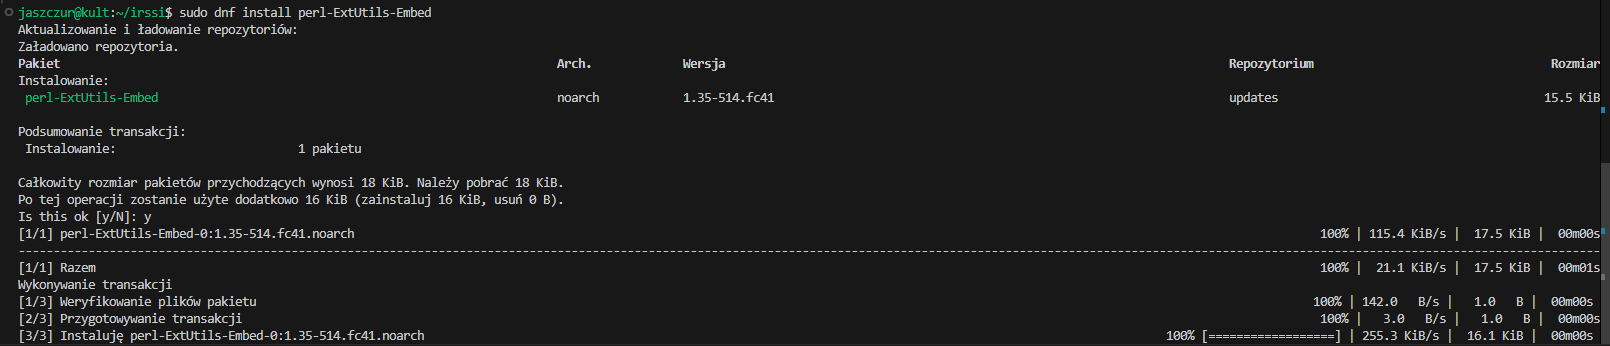 jaszczur@kult:~/irssi$ sudo dnf install perl-ExtUtils-Embed
Aktualizowanie i ładowanie repozytoriów:
Załadowano repozytoria.
Pakiet Arch. Wersja Repozytorium Rozmiar
Instalowanie:
perl-ExtUtils-Embed noarch 1.35-514.fc41 updates 15.5 KiB
Podsumowanie transakcji:
Instalowanie: 1 pakietu
Całkowity rozmiar pakietów przychodzących wynosi 18 KiB. Należy pobrać 18 KiB.
Po tej operacji zostanie użyte dodatkowo 16 KiB (zainstaluj 16 KiB, usuń 0 B).
Is this ok [y/N]: y
[1/1] perl-ExtUtils-Embed-0:1.35-514.fc41.noarch 100% | 115.4 KiB/s | 17.5 KiB | 00m00s
--------------------------------------------------------------------------------
[1/1] Razem 100% | 21.1 KiB/s | 17.5 KiB | 00m01s
Wykonywanie transakcji
[1/3] Weryfikowanie plików pakietu 100% | 142.0 B/s | 1.0 B | 00m00s
[2/3] Przygotowywanie transakcji 100% | 3.0 B/s | 1.0 B | 00m00s
[3/3] Instaluję perl-ExtUtils-Embed-0:1.35-514.fc41.noarch 100% [==================] | 255.3 KiB/s | 16.1 KiB | 00m00s